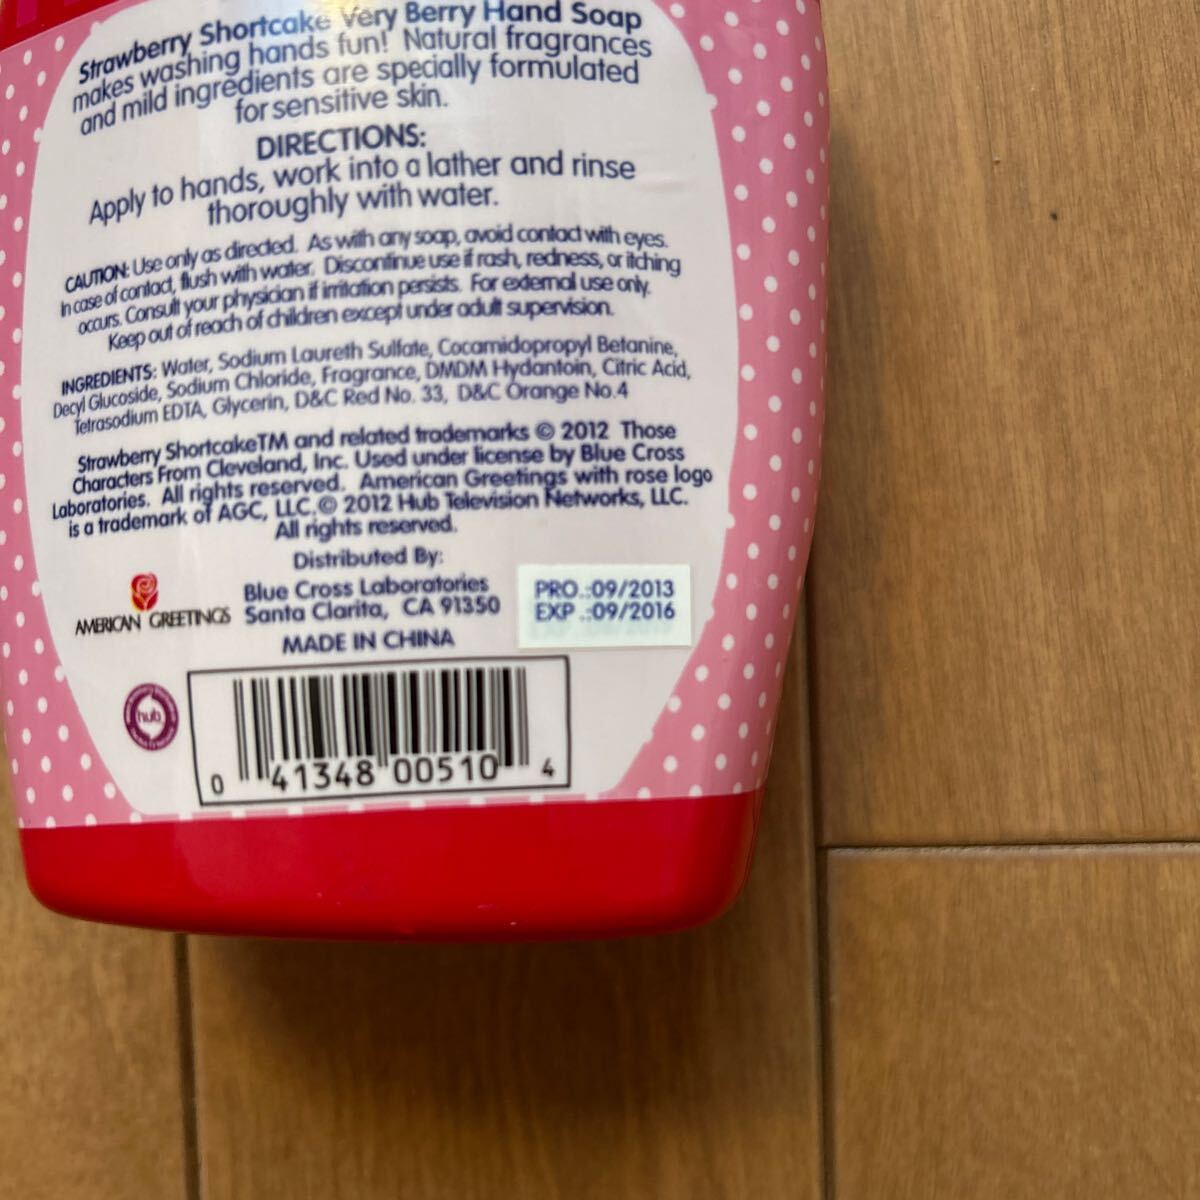 Strawberry Shortcake Very Berry Hand Soap
makes washing hands fun! Natural fragrances
and mild ingredients are specially formulated
for sensitive skin.
DIRECTIONS:
Apply to hands, work into a lather and rinse
thoroughly with water.
CAUTION: Use only as directed. As with any soap, avoid contact with eyes.
In case of contact, flush with water. Discontinue use if rash, redness, or itching
occurs. Consult your physician if irritation persists. For external use only.
Keep out of reach of children except under adult supervision.
INGREDIENTS: Water, Sodium Laureth Sulfate, Cocamidopropyl Betanine,
Decyl Glucoside, Sodium Chloride, Fragrance, DMDM Hydantoin, Citric Acid,
Tetrasodium EDTA, Glycerin, D&C Red No. 33, D&C Orange No.4
Strawberry ShortcakeTM and related trademarks © 2012 Those
Characters From Cleveland, Inc. Used under license by Blue Cross
Laboratories. All rights reserved. American Greetings with rose logo
is a trademark of AGC, LLC.© 2012 Hub Television Networks, LLC.
All rights reserved.
Distributed By:
Blue Cross Laboratories
Santa Clarita, CA 91350
MADE IN CHINA
AMERICAN GREETINGS
PRO.:09/2013
EXP.:09/2016
hub
0 41348 00510 4